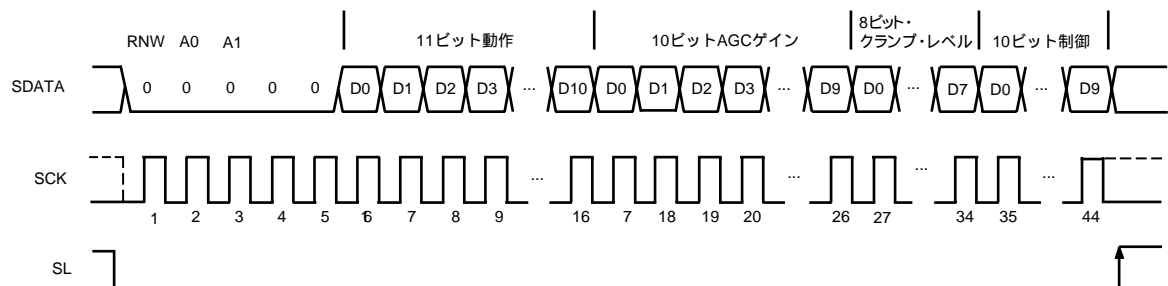 RNW A0 A1
11ビット動作
10ビットAGCゲイン
8ビット・
クランプ・レベル
10ビット制御
SDATA 0 0 0 0 0 D0 D1 D2 D3 ... D10 D0 D1 D2 D3 ... D9 D0 ... D7 D0 ... D9
SCK ... ... ... ...
1 2 3 4 5 6 7 8 9 16 7 18 19 20 26 27 34 35 44
SL